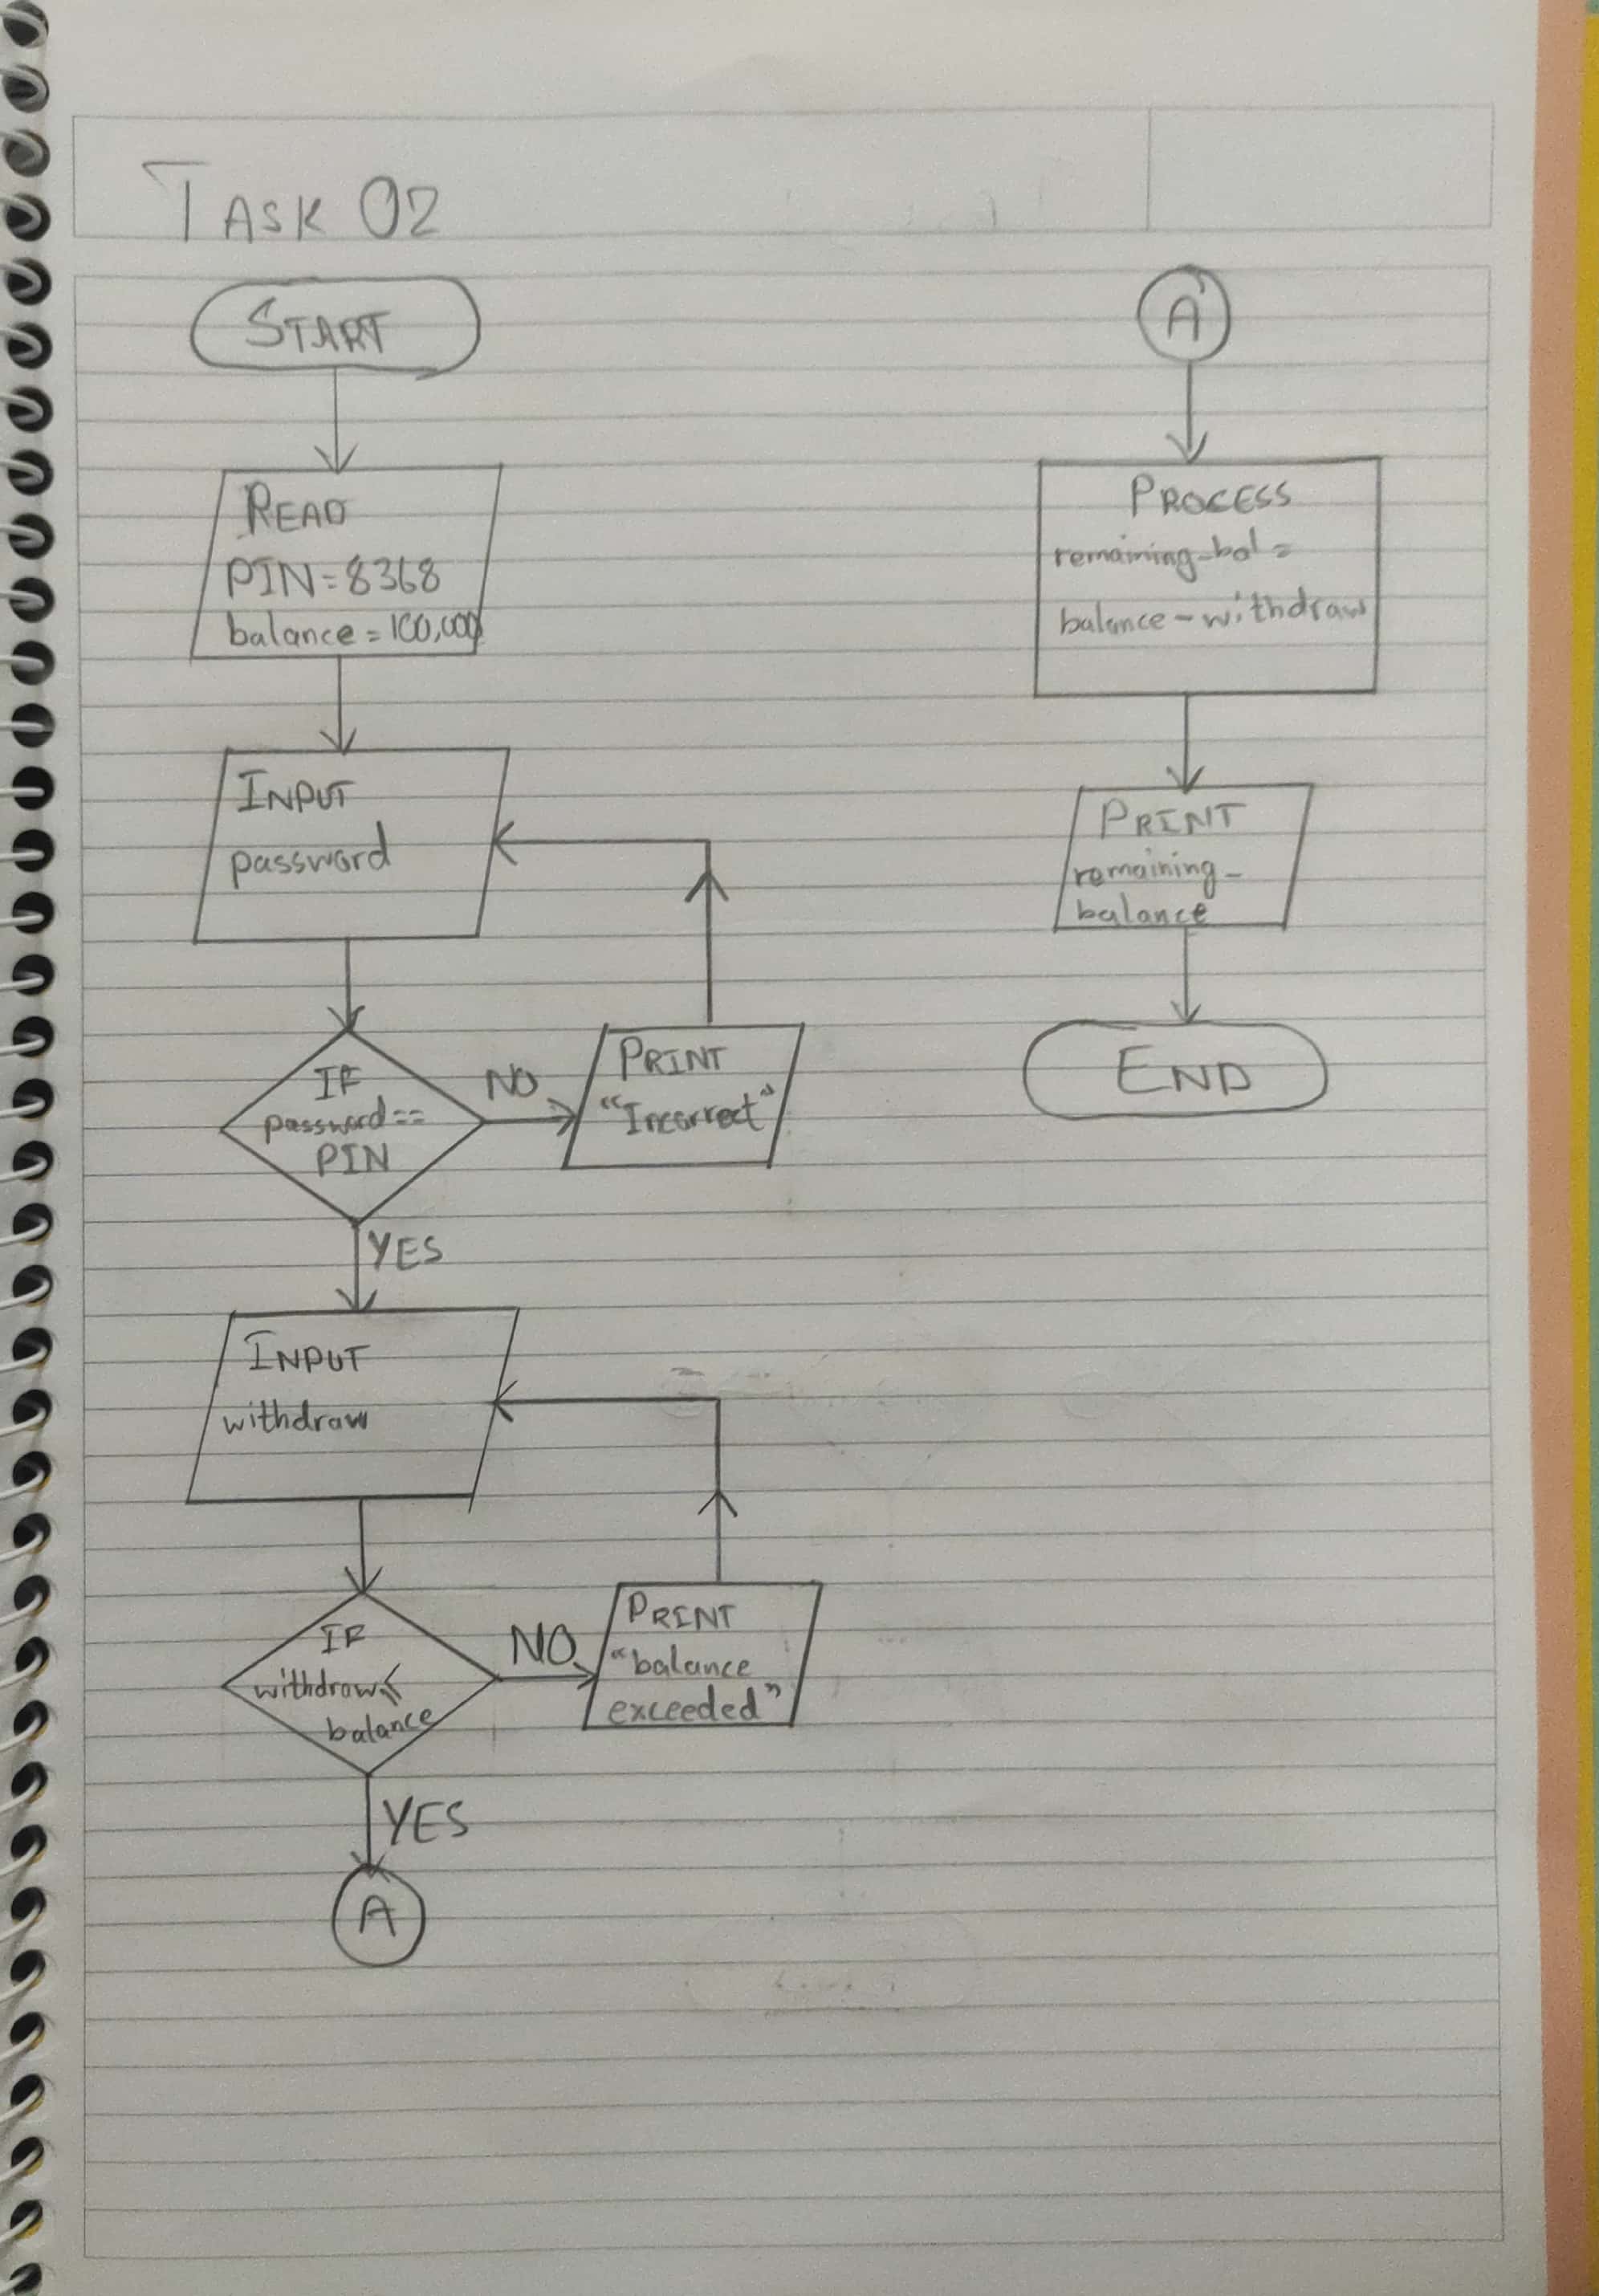 TASK 02
START
READ
PIN=8368
balance=100,000
INPUT
password
IF
password==
PIN
NO
PRINT
"Incorrect"
YES
INPUT
withdraw
IF
withdraw≤
balance
NO
PRINT
"balance
exceeded"
YES
A
A
PROCESS
remaining_bal=
balance-withdraw
PRINT
remaining_
balance
END